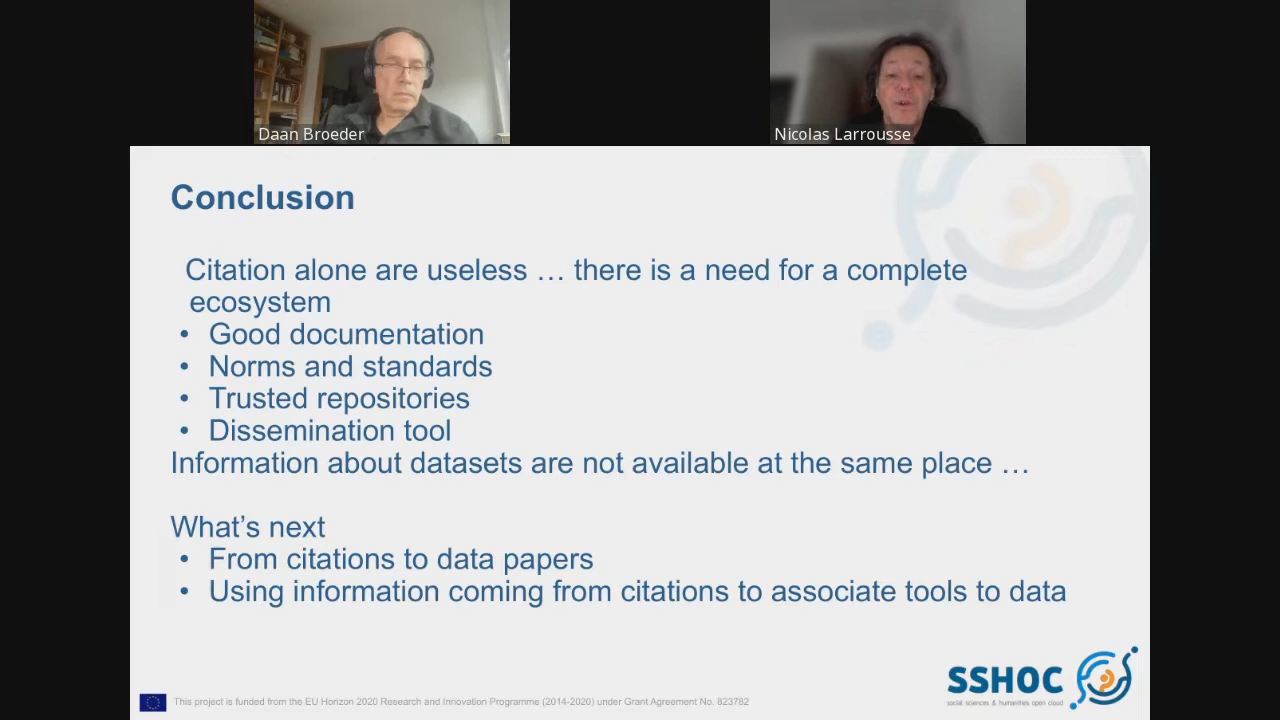 Daan Broeder
Nicolas Larrousse
Conclusion
Citation alone are useless … there is a need for a complete
ecosystem
• Good documentation
• Norms and standards
• Trusted repositories
• Dissemination tool
Information about datasets are not available at the same place …
What’s next
• From citations to data papers
• Using information coming from citations to associate tools to data
SSHOC
social sciences & humanities open cloud
This project is funded from the EU Horizon 2020 Research and Innovation Programme (2014-2020) under Grant Agreement No. 823782